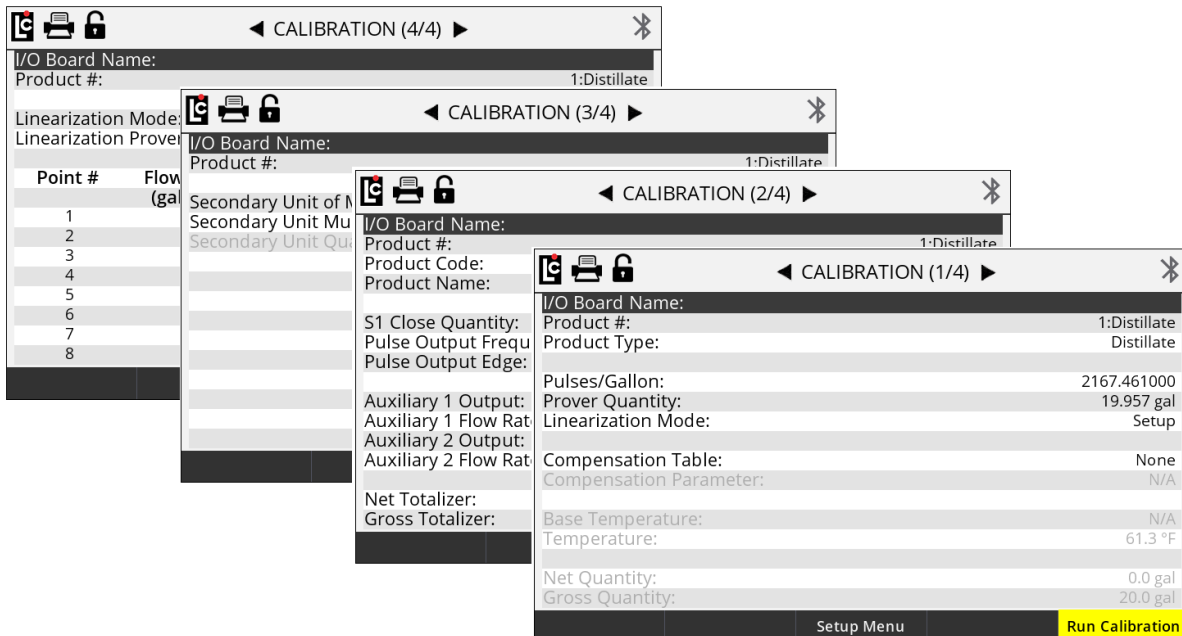 CALIBRATION (4/4)
I/O Board Name:
Product #: 1:Distillate
Linearization Mode:
Linearization Prover
Point # Flow
(gal
1
2
3
4
5
6
7
8
CALIBRATION (3/4)
I/O Board Name:
Product #: 1:Distillate
Secondary Unit of M
Secondary Unit Mu
Secondary Unit Qua
CALIBRATION (2/4)
I/O Board Name:
Product #: 1:Distillate
Product Code:
Product Name:
S1 Close Quantity:
Pulse Output Frequ
Pulse Output Edge:
Auxiliary 1 Output:
Auxiliary 1 Flow Rat
Auxiliary 2 Output:
Auxiliary 2 Flow Rat
Net Totalizer:
Gross Totalizer:
CALIBRATION (1/4)
I/O Board Name:
Product #: 1:Distillate
Product Type: Distillate
Pulses/Gallon: 2167.461000
Prover Quantity: 19.957 gal
Linearization Mode: Setup
Compensation Table: None
Compensation Parameter: N/A
Base Temperature: N/A
Temperature: 61.3 °F
Net Quantity: 0.0 gal
Gross Quantity: 20.0 gal
Setup Menu Run Calibration